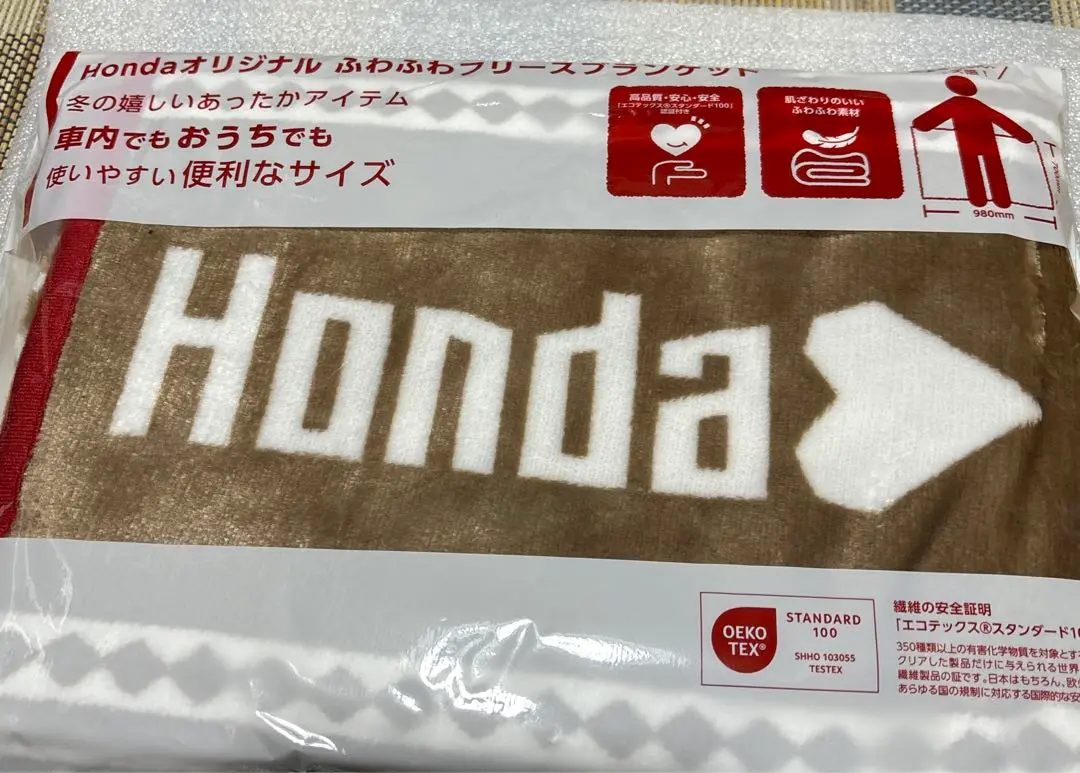 Hondaオリジナル ふわふわフリースブランケット
冬の嬉しいあったかアイテム
車内でもおうちでも
使いやすい便利なサイズ
高品質・安心・安全
「エコテックス®スタンダード100」
認証付き
肌ざわりのいい
ふわふわ素材
980mm
Honda
OEKO
TEX®
STANDARD
100
SHHO 103055
TESTEX
繊維の安全証明
「エコテックス®スタンダード10
350種類以上の有害化学物質を対象とす
クリアした製品だけに与えられる世界
繊維製品の証です。日本はもちろん、欧
あらゆる国の規制に対応する国際的な安